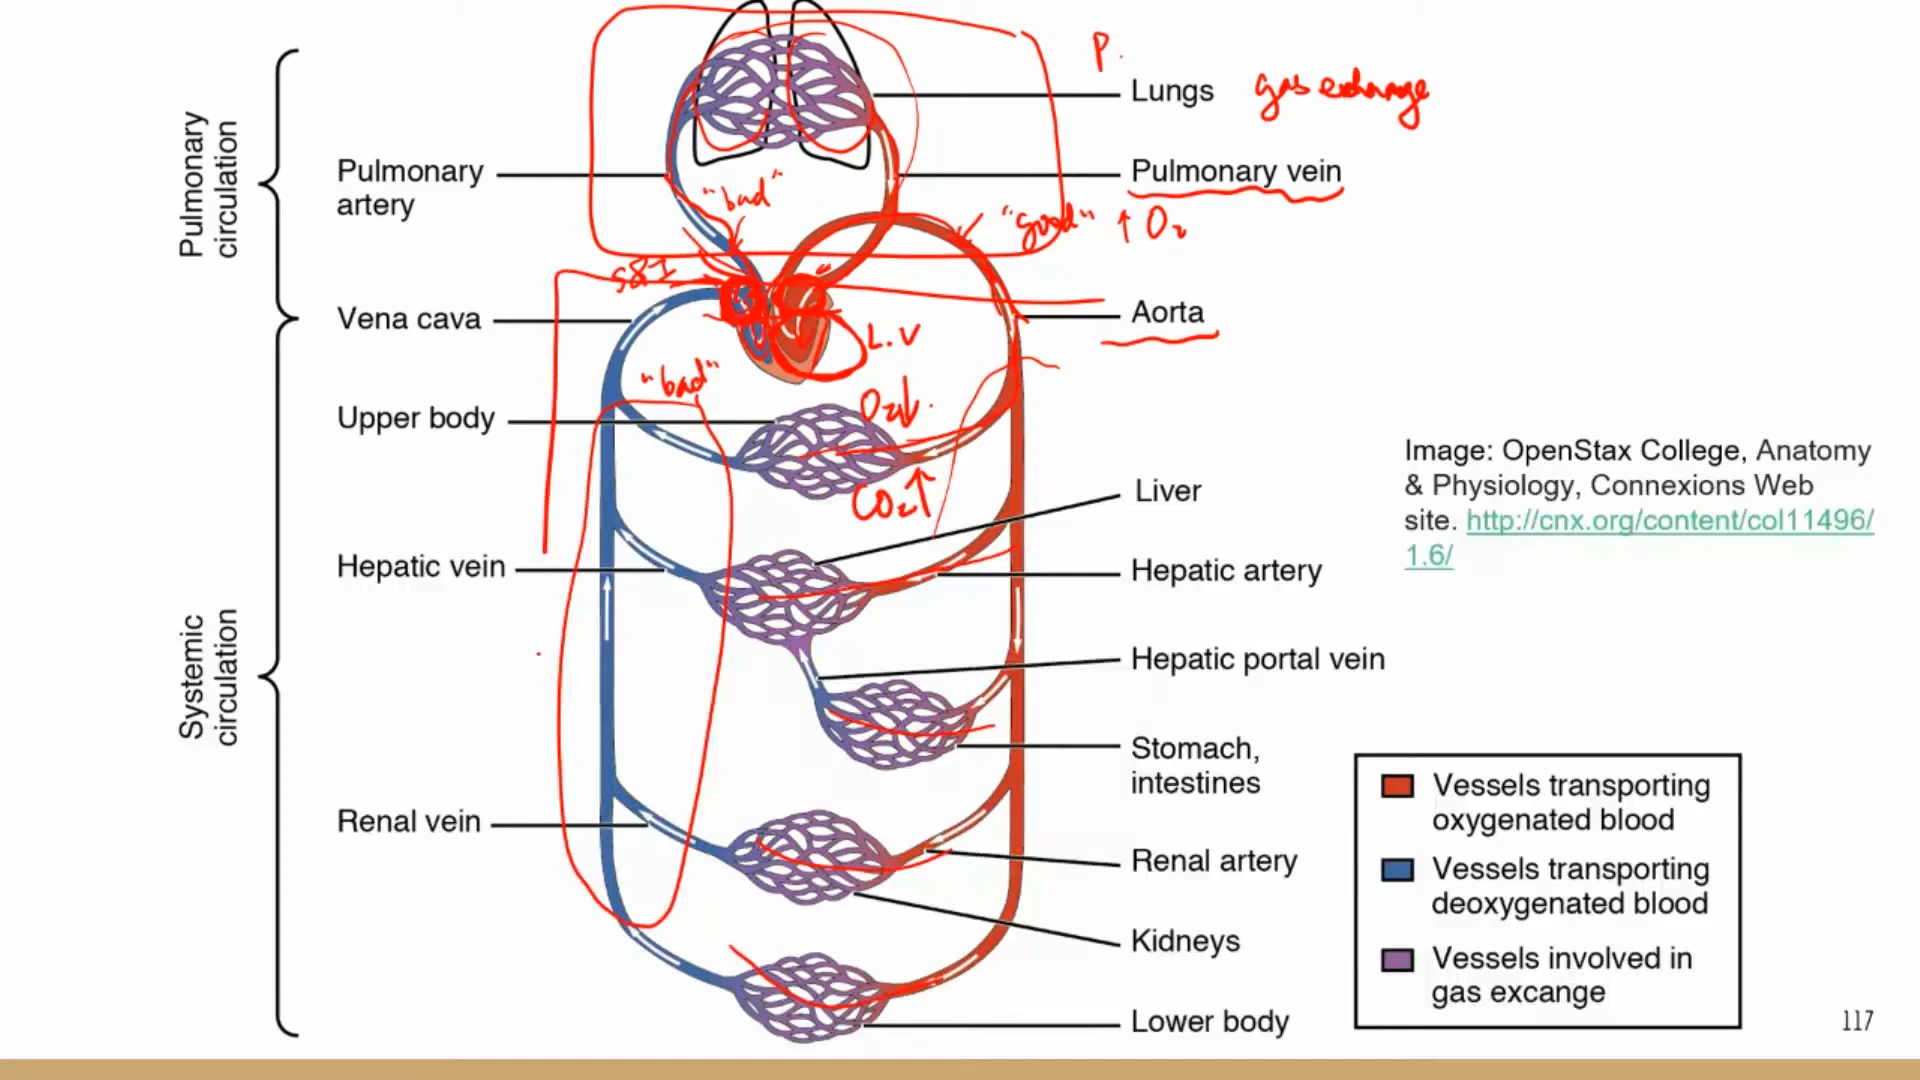 Pulmonary
circulation
Systemic
circulation
Pulmonary
artery
Vena cava
Upper body
Hepatic vein
Renal vein
P.
Lungs
gas exchange
Pulmonary vein
"bad"
"good" ↑ O₂
S&I
Aorta
L.V
"bad"
O₂↓.
CO₂↑
Liver
Hepatic artery
Hepatic portal vein
Stomach,
intestines
Renal artery
Kidneys
Lower body
Image: OpenStax College, Anatomy
& Physiology, Connexions Web
site. http://cnx.org/content/col11496/
1.6/
Vessels transporting
oxygenated blood
Vessels transporting
deoxygenated blood
Vessels involved in
gas excange
117